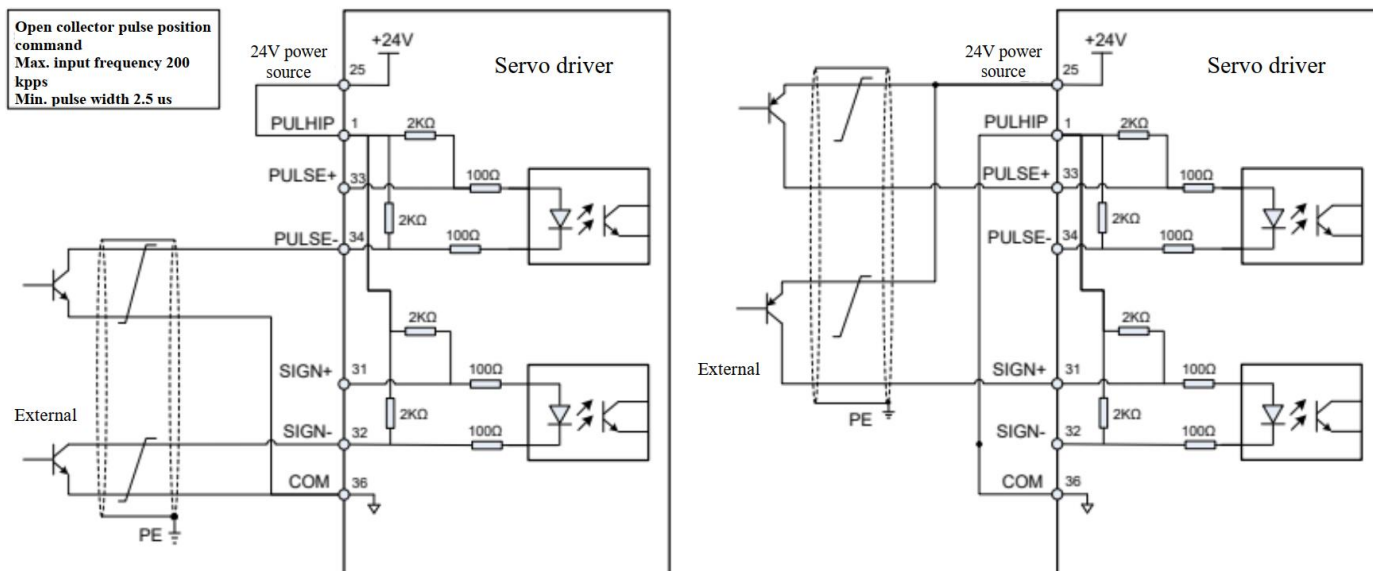 Open collector pulse position
command
Max. input frequency 200
kpps
Min. pulse width 2.5 us
24V power
source
+24V
Servo driver
25
PULHIP
1
2KΩ
PULSE+
33
100Ω
2KΩ
PULSE-
34
100Ω
2KΩ
SIGN+
31
100Ω
External
2KΩ
SIGN-
32
100Ω
COM
36
PE
24V power
source
+24V
Servo driver
25
PULHIP
1
2KΩ
PULSE+
33
100Ω
2KΩ
PULSE-
34
100Ω
2KΩ
External
SIGN+
31
100Ω
PE
2KΩ
SIGN-
32
100Ω
COM
36